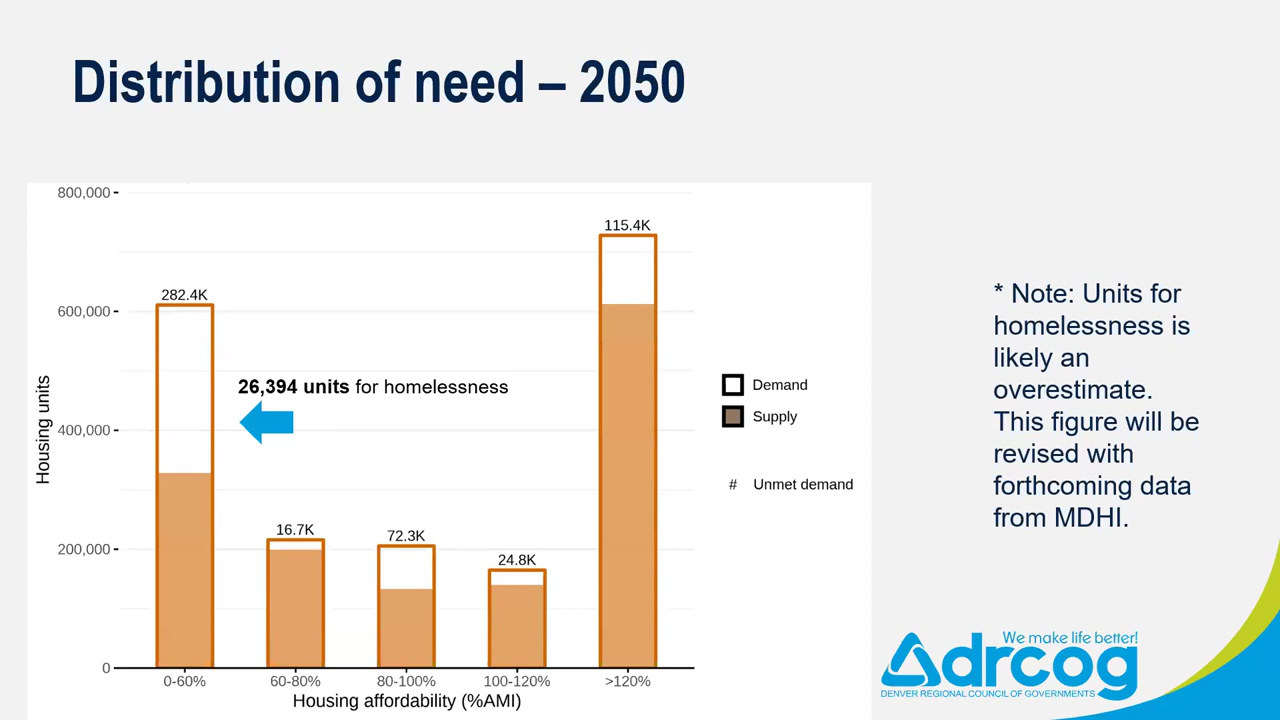 Distribution of need – 2050
800,000
600,000
400,000
200,000
0
Housing units
282.4K
16.7K
72.3K
24.8K
115.4K
26,394 units for homelessness
0-60%
60-80%
80-100%
100-120%
>120%
Housing affordability (%AMI)
Demand
Supply
# Unmet demand
* Note: Units for
homelessness is
likely an
overestimate.
This figure will be
revised with
forthcoming data
from MDHI.
We make life better!
drcog
DENVER REGIONAL COUNCIL OF GOVERNMENTS